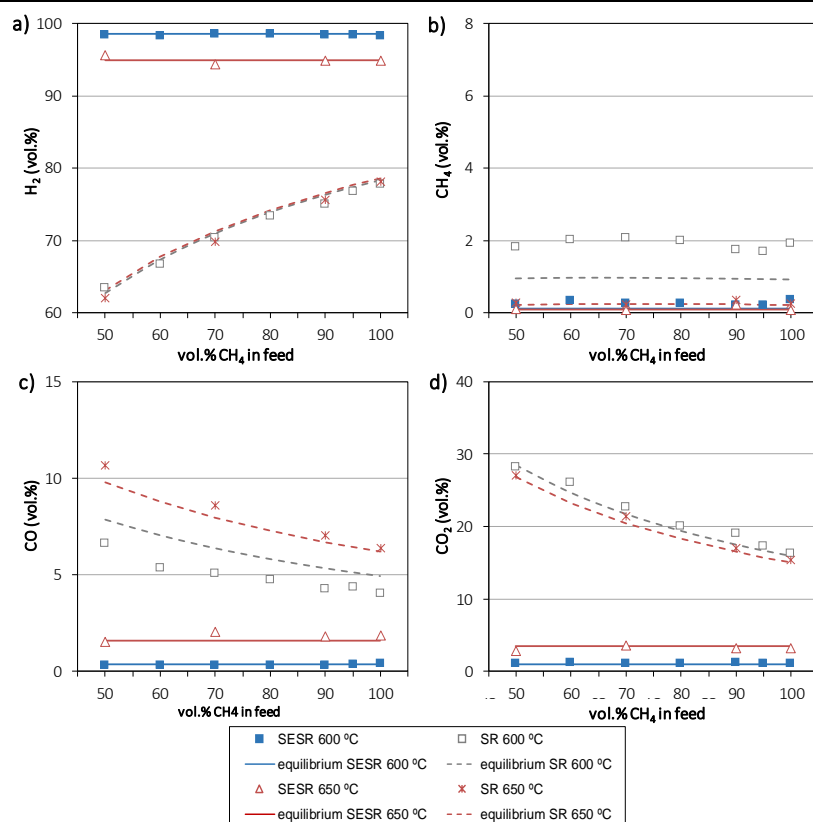 a)
100
90
80
70
60
H₂ (vol.%)
50 60 70 80 90 100
vol.% CH₄ in feed
b)
8
6
4
2
0
CH₄ (vol.%)
50 60 70 80 90 100
vol.% CH₄ in feed
c)
15
10
5
0
CO (vol.%)
50 60 70 80 90 100
vol.% CH4 in feed
d)
40
30
20
10
0
CO₂ (vol.%)
50 60 70 80 90 100
vol.% CH₄ in feed
SESR 600 ºC SR 600 ºC
equilibrium SESR 600 ºC equilibrium SR 600 ºC
SESR 650 ºC SR 650 ºC
equilibrium SESR 650 ºC equilibrium SR 650 ºC